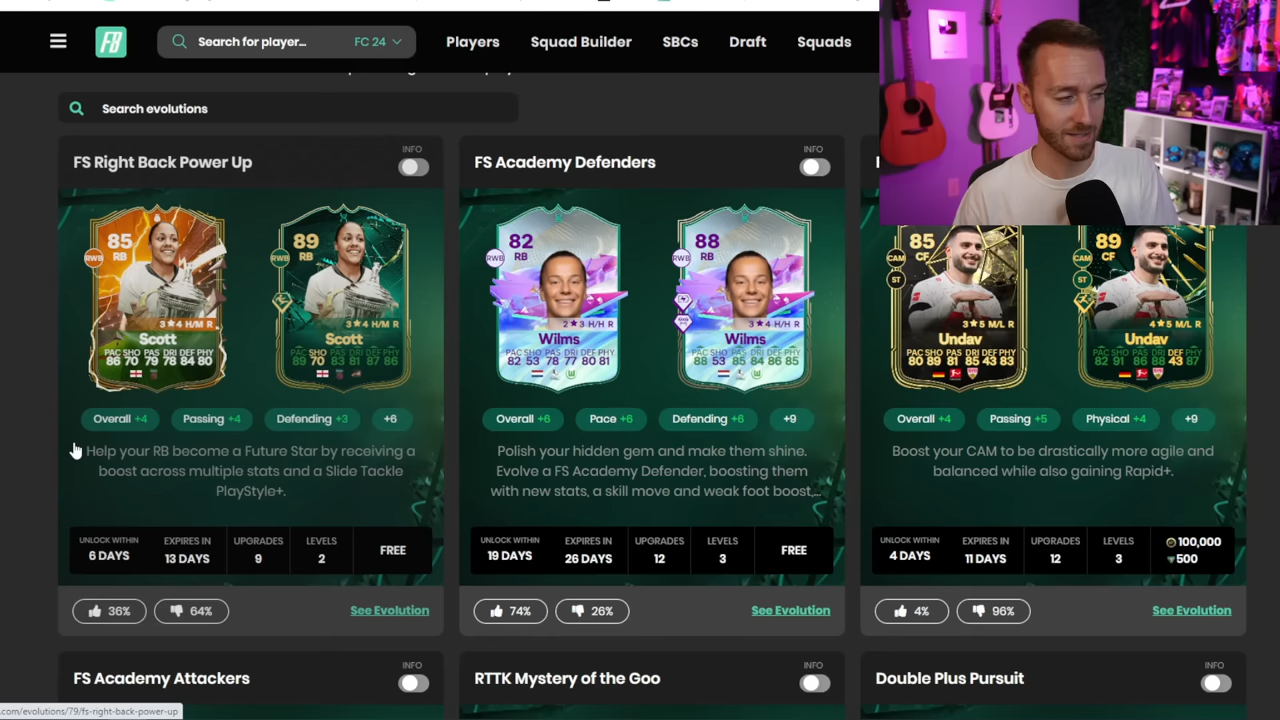 FB
Search for player...
FC 24
Players
Squad Builder
SBCs
Draft
Squads
Search evolutions
FS Right Back Power Up
INFO
85
RB
RWB
3★4 H/M R
Scott
PAC SHO PAS DRI DEF PHY
86 70 79 78 84 80
89
RB
RWB
3★4 H/M R
Scott
PAC SHO PAS DRI DEF PHY
89 70 83 81 87 86
Overall +4
Passing +4
Defending +3
+6
Help your RB become a Future Star by receiving a
boost across multiple stats and a Slide Tackle
PlayStyle+.
UNLOCK WITHIN
6 DAYS
EXPIRES IN
13 DAYS
UPGRADES
9
LEVELS
2
FREE
36%
64%
See Evolution
FS Academy Defenders
INFO
82
RB
RWB
2★3 H/H R
Wilms
PAC SHO PAS DRI DEF PHY
82 53 78 77 80 81
88
RB
RWB
3★4 H/H R
Wilms
PAC SHO PAS DRI DEF PHY
88 53 85 83 86 85
Overall +6
Pace +6
Defending +6
+9
Polish your hidden gem and make them shine.
Evolve a FS Academy Defender, boosting them
with new stats, a skill move and weak foot boost,...
UNLOCK WITHIN
19 DAYS
EXPIRES IN
26 DAYS
UPGRADES
12
LEVELS
3
FREE
74%
26%
See Evolution
85
CF
CAM
ST
3★5 M/L R
Undav
PAC SHO PAS DRI DEF PHY
80 89 81 85 43 83
89
CF
CAM
ST
4★5 M/L R
Undav
PAC SHO PAS DRI DEF PHY
82 91 86 88 43 87
Overall +4
Passing +5
Physical +4
+9
Boost your CAM to be drastically more agile and
balanced while also gaining Rapid+.
UNLOCK WITHIN
4 DAYS
EXPIRES IN
11 DAYS
UPGRADES
12
LEVELS
3
100,000
500
4%
96%
See Evolution
FS Academy Attackers
INFO
RTTK Mystery of the Goo
INFO
Double Plus Pursuit
INFO
.com/evolutions/79/fs-right-back-power-up